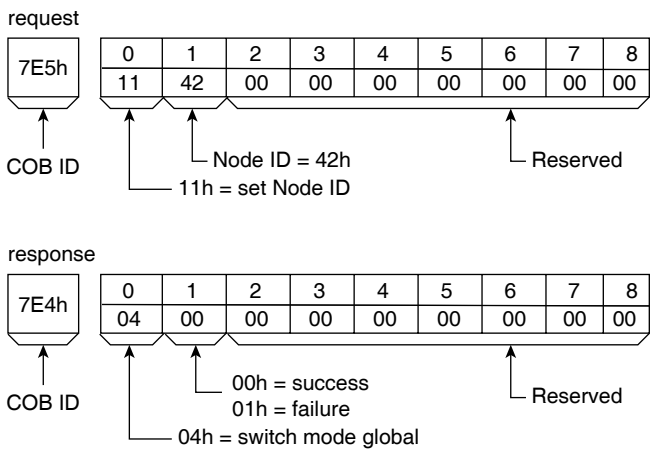 request
7E5h
0 1 2 3 4 5 6 7 8
11 42 00 00 00 00 00 00 00
COB ID
Node ID = 42h
Reserved
11h = set Node ID
response
7E4h
0 1 2 3 4 5 6 7 8
04 00 00 00 00 00 00 00 00
COB ID
00h = success
01h = failure
Reserved
04h = switch mode global